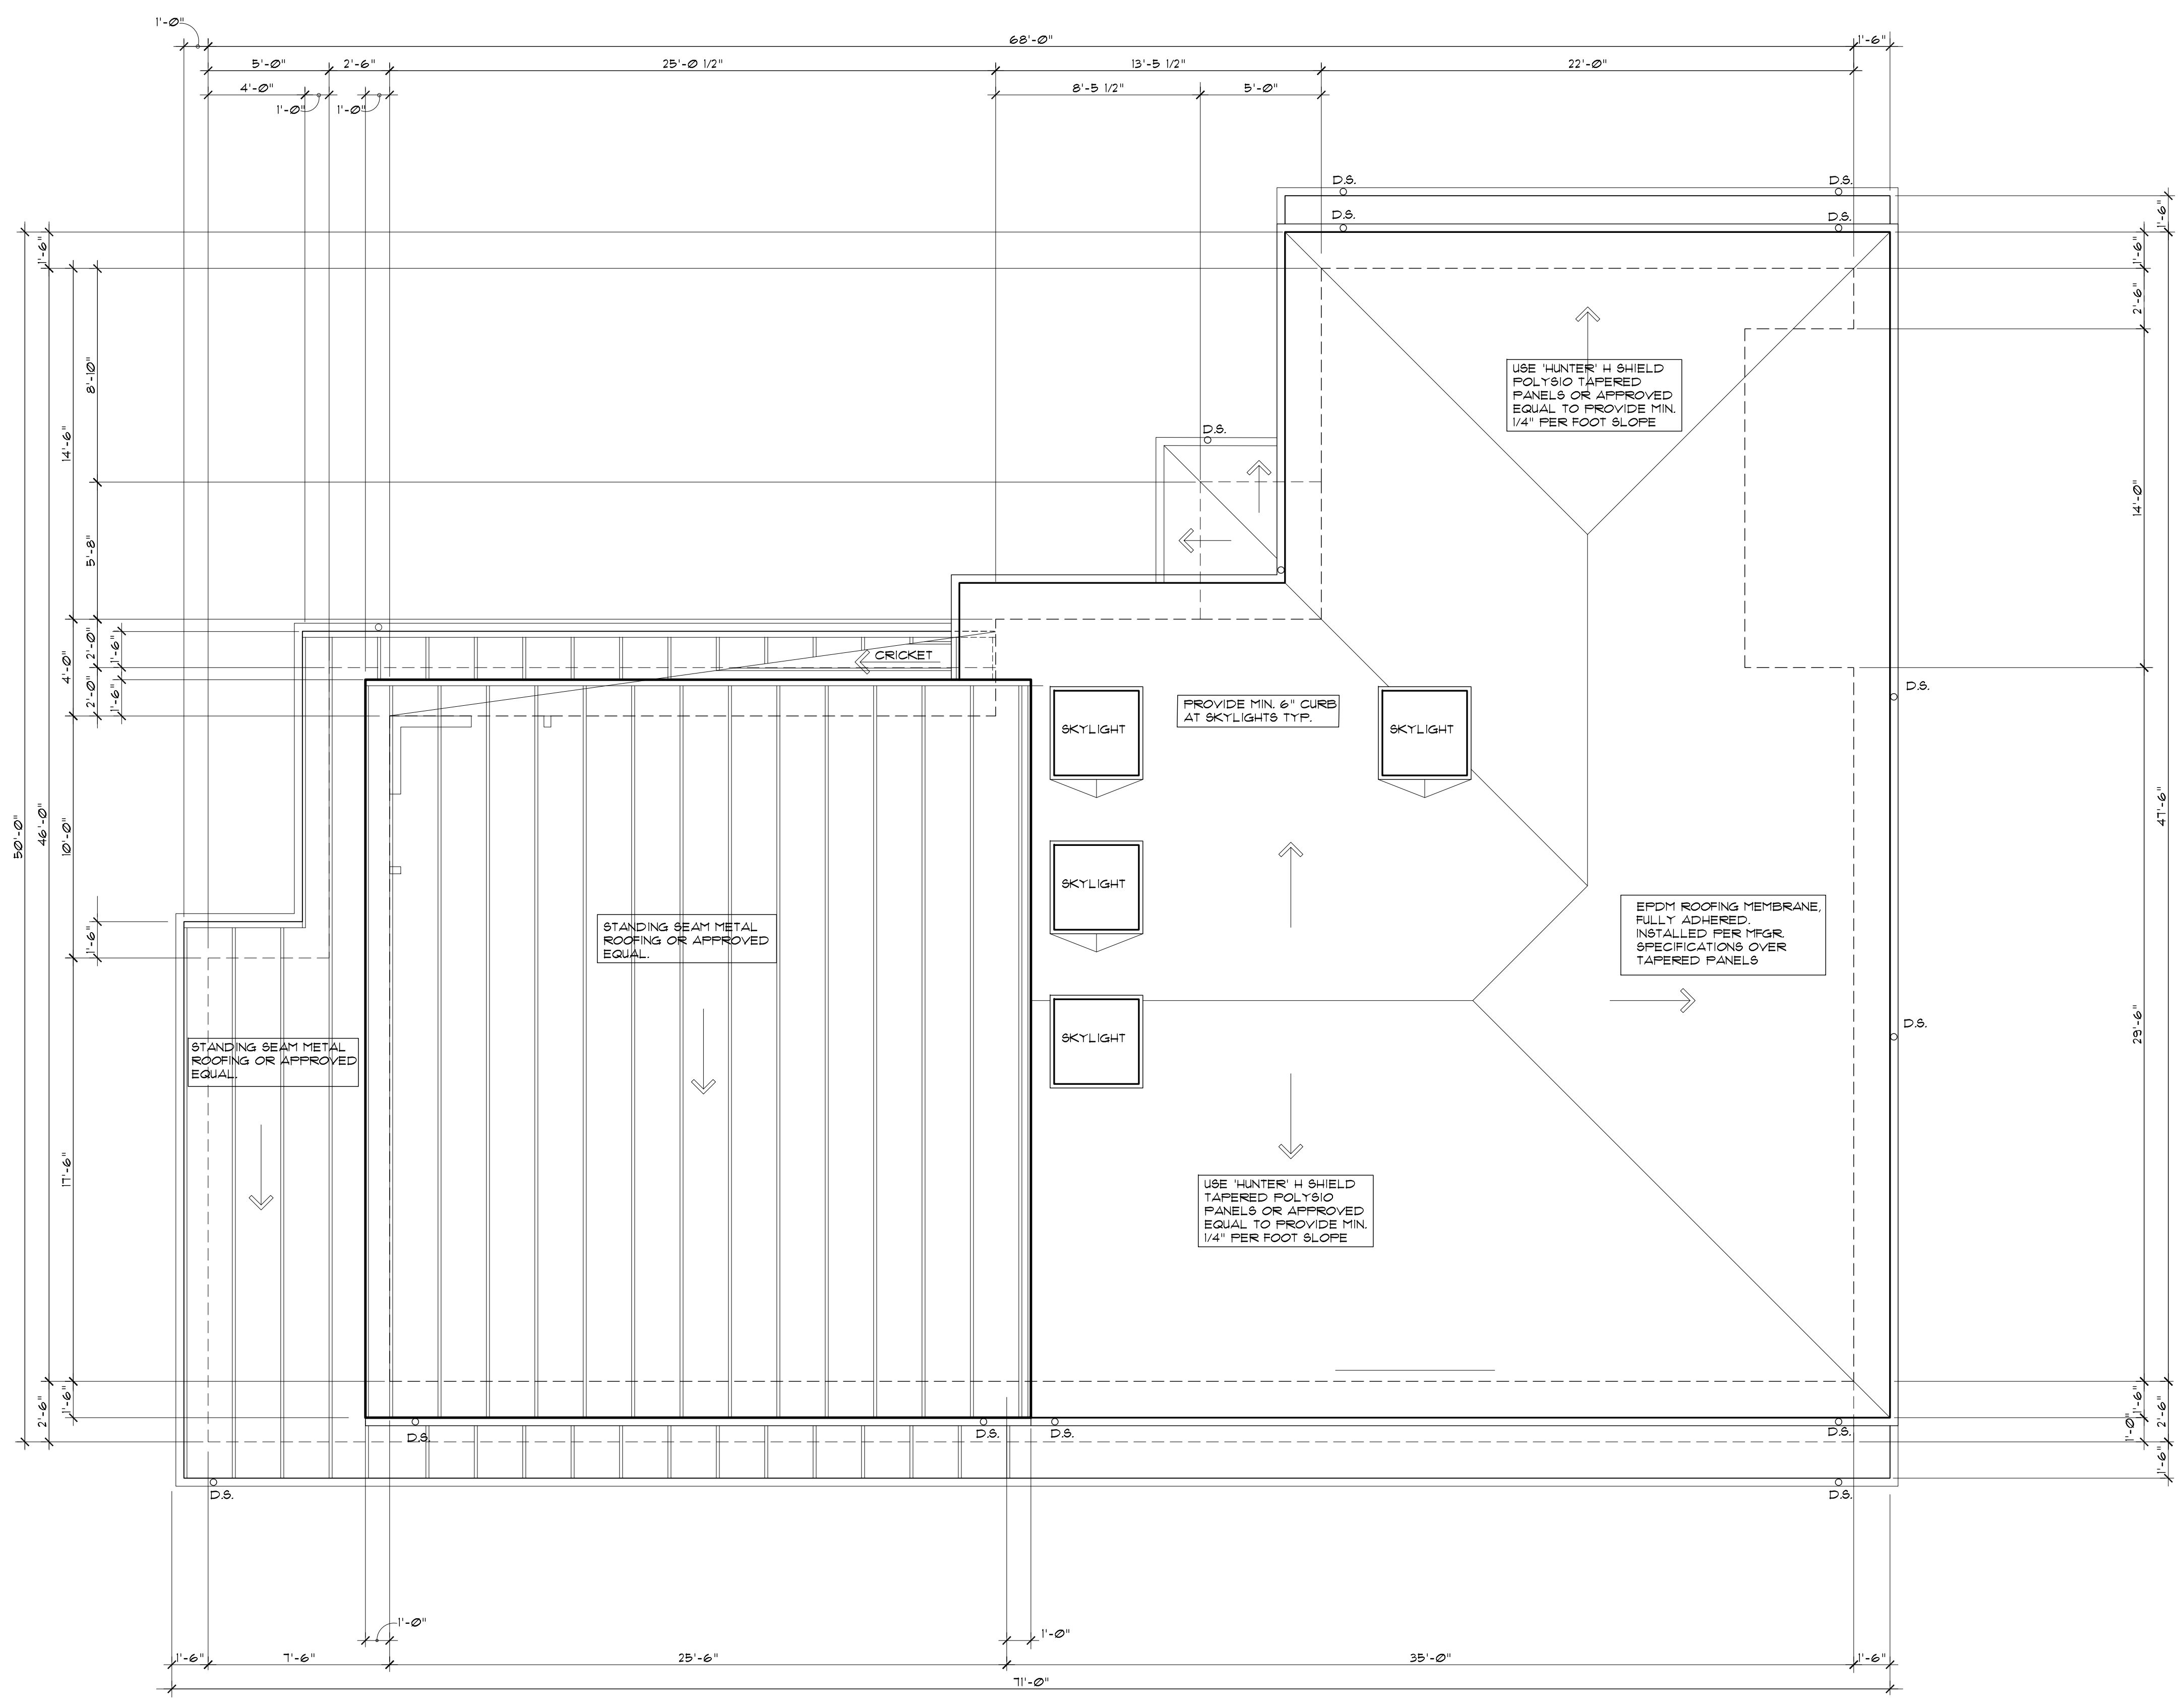 1'-0"
68'-0"
1'-6"
5'-0"
2'-6"
25'-0 1/2"
13'-5 1/2"
22'-0"
4'-0"
8'-5 1/2"
5'-0"
1'-0"
1'-0"
D.S.
D.S.
D.S.
D.S.
1'-6"
1'-6"
1'-6"
2'-6"
8'-10"
USE 'HUNTER' H SHIELD
POLYSIO TAPERED
PANELS OR APPROVED
EQUAL TO PROVIDE MIN.
1/4" PER FOOT SLOPE
D.S.
14'-6"
14'-0"
5'-8"
2'-0"
1'-6"
4'-0"
2'-0"
1'-6"
CRICKET
D.S.
PROVIDE MIN. 6" CURB
AT SKYLIGHTS TYP.
SKYLIGHT
SKYLIGHT
50'-0"
46'-0"
10'-0"
47'-6"
SKYLIGHT
EPDM ROOFING MEMBRANE,
FULLY ADHERED.
INSTALLED PER MFGR.
SPECIFICATIONS OVER
TAPERED PANELS
STANDING SEAM METAL
ROOFING OR APPROVED
EQUAL.
1'-6"
D.S.
29'-6"
SKYLIGHT
STANDING SEAM METAL
ROOFING OR APPROVED
EQUAL.
17'-6"
USE 'HUNTER' H SHIELD
TAPERED POLYSIO
PANELS OR APPROVED
EQUAL TO PROVIDE MIN.
1/4" PER FOOT SLOPE
2'-6"
1'-6"
1'-6"
2'-6"
1'-0"
1'-6"
D.S.
D.S.
D.S.
D.S.
D.S.
D.S.
1'-0"
1'-0"
1'-6"
7'-6"
25'-6"
35'-0"
1'-6"
71'-0"